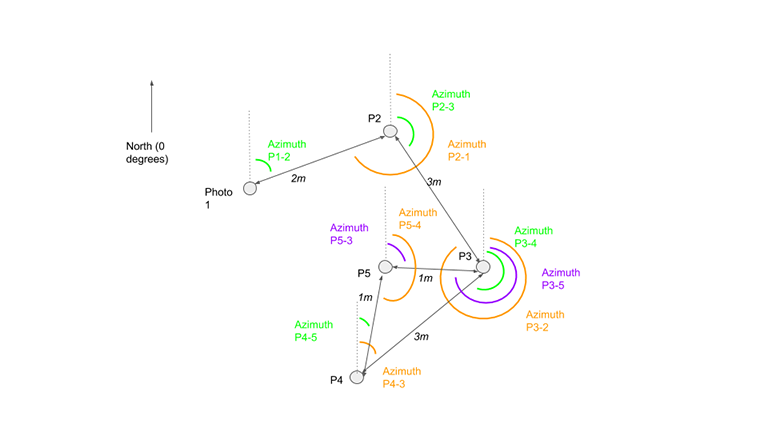 Azimuth
P2-3
P2
North (0
degrees)
Azimuth
P1-2
Azimuth
P2-1
2m
3m
Photo
1
Azimuth
P5-4
Azimuth
P5-3
Azimuth
P3-4
P3
P5
1m
Azimuth
P3-5
1m
Azimuth
P3-2
Azimuth
P4-5
3m
P4
Azimuth
P4-3